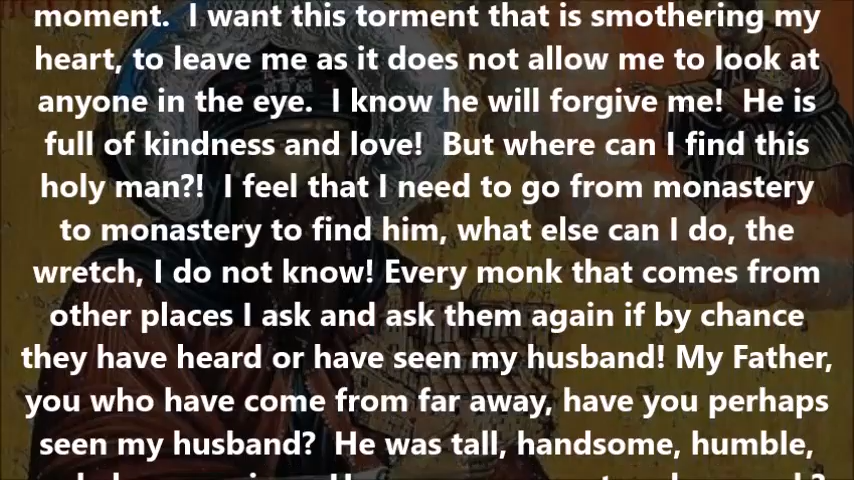 moment.  I want this torment that is smothering my
heart, to leave me as it does not allow me to look at
anyone in the eye.  I know he will forgive me!  He is
full of kindness and love!  But where can I find this
holy man?!  I feel that I need to go from monastery
to monastery to find him, what else can I do, the
wretch, I do not know! Every monk that comes from
other places I ask and ask them again if by chance
they have heard or have seen my husband! My Father,
you who have come from far away, have you perhaps
seen my husband?  He was tall, handsome, humble,